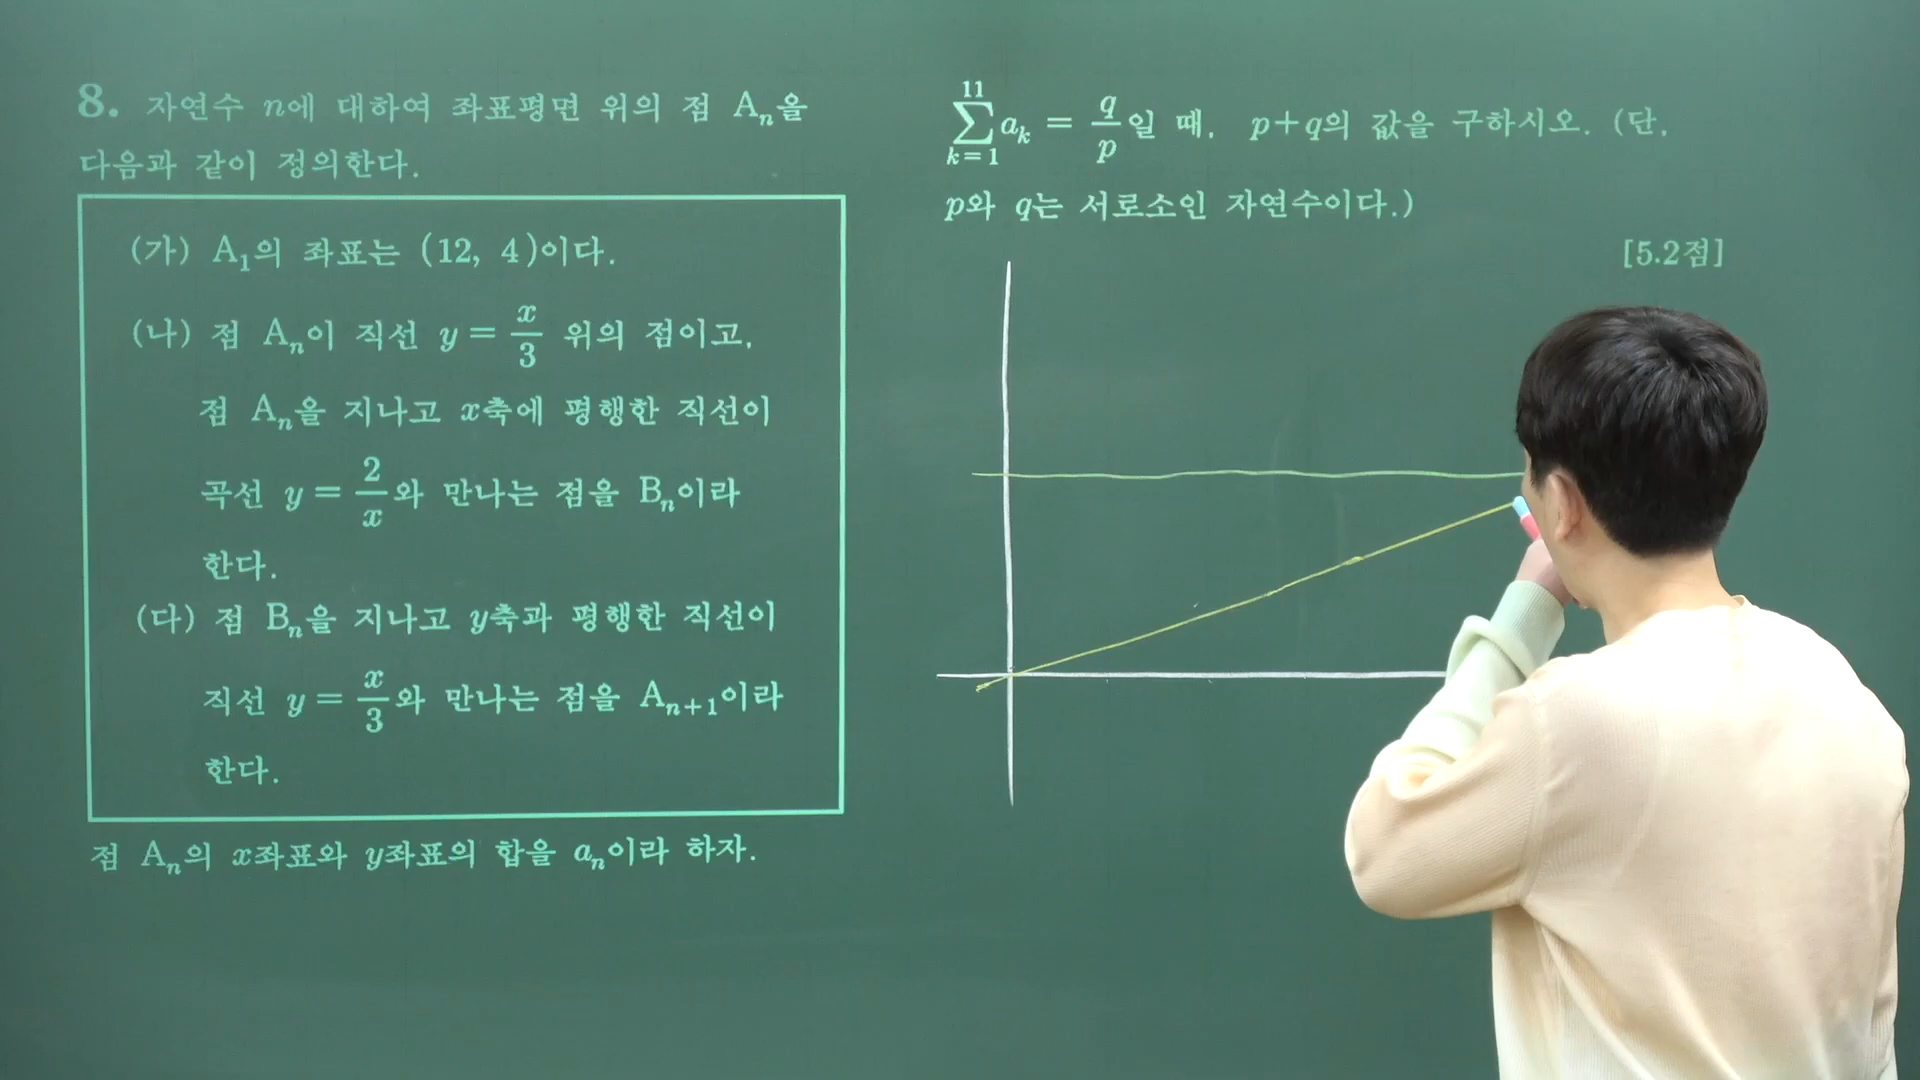 8. 자연수 n에 대하여 좌표평면 위의 점 Aₙ을
다음과 같이 정의한다.
(가) A₁의 좌표는 (12, 4)이다.
(나) 점 Aₙ이 직선 y = x/3 위의 점이고,
점 Aₙ을 지나고 x축에 평행한 직선이
곡선 y = 2/x와 만나는 점을 Bₙ이라
한다.
(다) 점 Bₙ을 지나고 y축과 평행한 직선이
직선 y = x/3와 만나는 점을 Aₙ₊₁이라
한다.
점 Aₙ의 x좌표와 y좌표의 합을 aₙ이라 하자.
∑_{k=1}^{11} aₖ = q/p일 때, p+q의 값을 구하시오. (단,
p와 q는 서로소인 자연수이다.)
[5.2점]